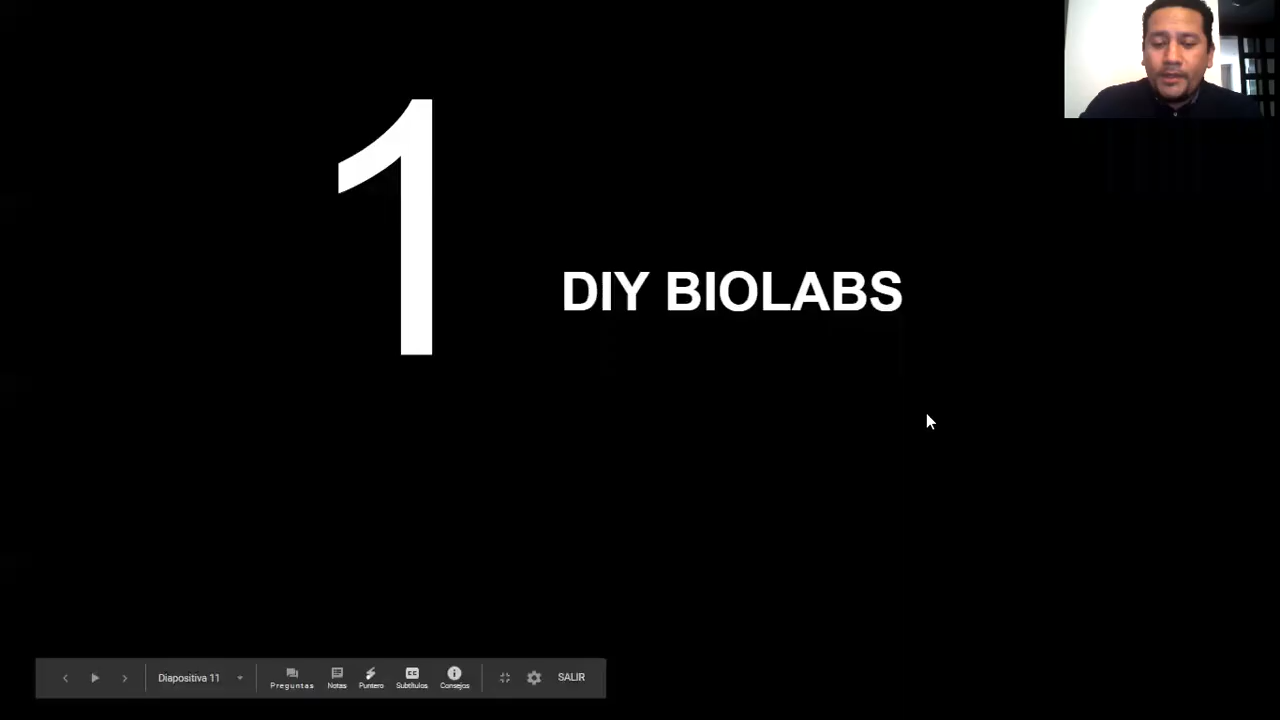 1
DIY BIOLABS
Diapositiva 11
Preguntas
Notas
Puntero
Subtítulos
Consejos
SALIR